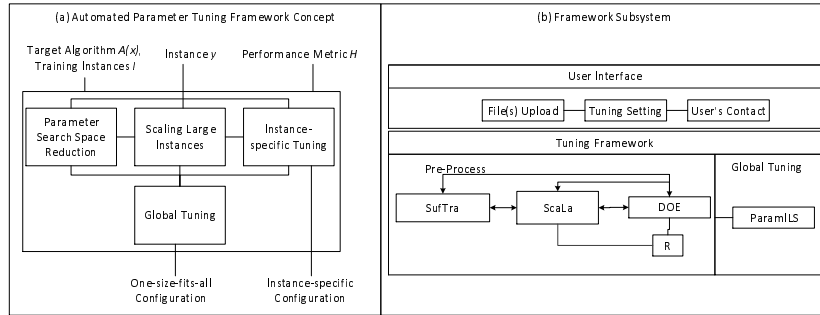 (a) Automated Parameter Tuning Framework Concept
Target Algorithm A(x),
Training Instances I
Instance y
Performance Metric H
Parameter
Search Space
Reduction
Scaling Large
Instances
Instance-
specific Tuning
Global Tuning
One-size-fits-all
Configuration
Instance-specific
Configuration
(b) Framework Subsystem
User Interface
File(s) Upload
Tuning Setting
User's Contact
Tuning Framework
Pre-Process
SufTra
ScaLa
DOE
R
Global Tuning
ParamILS